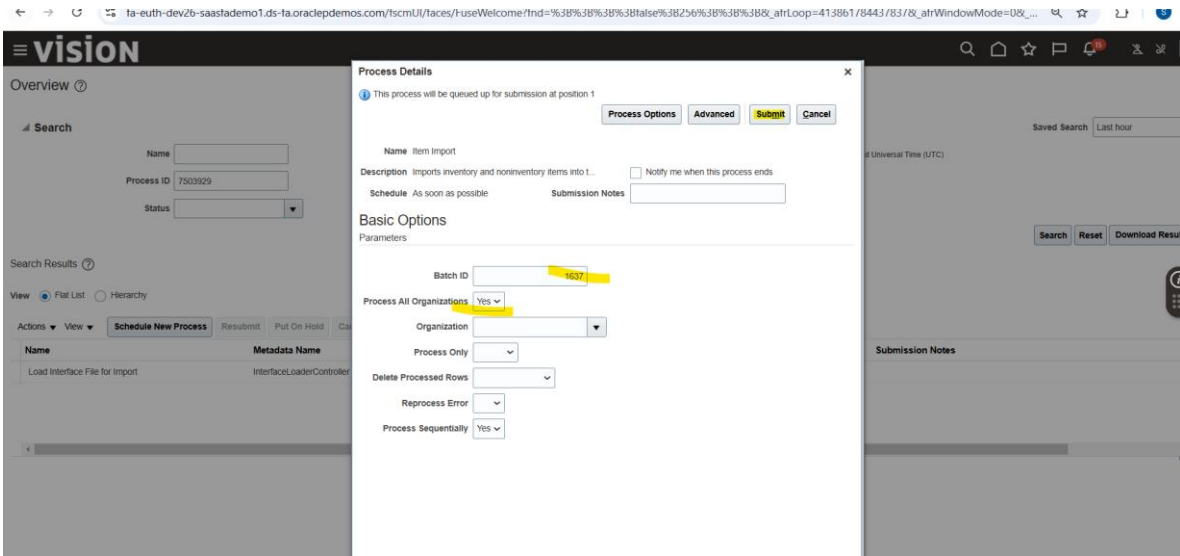 fa-euth-dev26-saasfademo1.ds-fa.oraclepdemos.com/fscmUI/faces/FuseWelcome?fnd=%3B%3B%3B%3Bfalse%3B256%3B%3B%3B&_afrLoop=41386178443783​7&_afrWindowMode=0&_...
vision
Process Details
This process will be queued up for submission at position 1
Overview
Process Options Advanced Submit Cancel
Search
Saved Search Last hour
Name
Name Item Import
Universal Time (UTC)
Description Imports inventory and noninventory items into t... Notify me when this process ends
Process ID 7503929
Schedule As soon as possible Submission Notes
Status
Basic Options
Parameters
Search Reset Download Resu
Search Results
Batch ID 1637
View Flat List Hierarchy
Process All Organizations Yes
Actions View Schedule New Process Resubmit Put On Hold
Organization
Name Metadata Name
Process Only
Submission Notes
Load Interface File for Import InterfaceLoaderController
Delete Processed Rows
Reprocess Error
Process Sequentially Yes